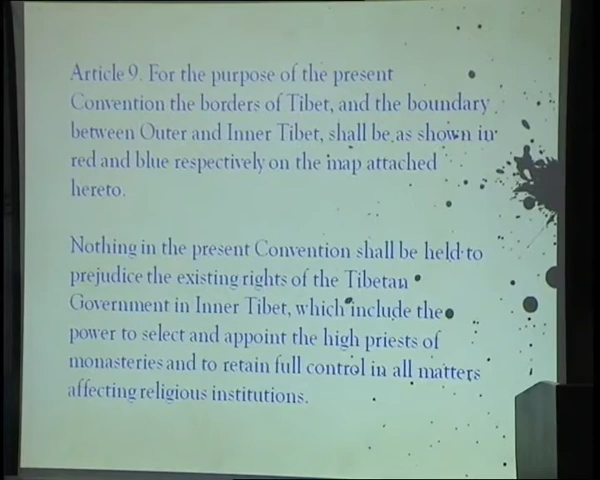 Article 9. For the purpose of the present
Convention the borders of Tibet, and the boundary
between Outer and Inner Tibet, shall be as shown in
red and blue respectively on the map attached
hereto.
Nothing in the present Convention shall be held to
prejudice the existing rights of the Tibetan
Government in Inner Tibet, which include the
power to select and appoint the high priests of
monasteries and to retain full control in all matters
affecting religious institutions.